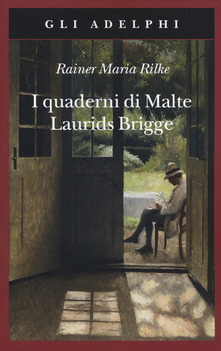 GLI ADELPHI
Rainer Maria Rilke
I quaderni di Malte
Laurids Brigge